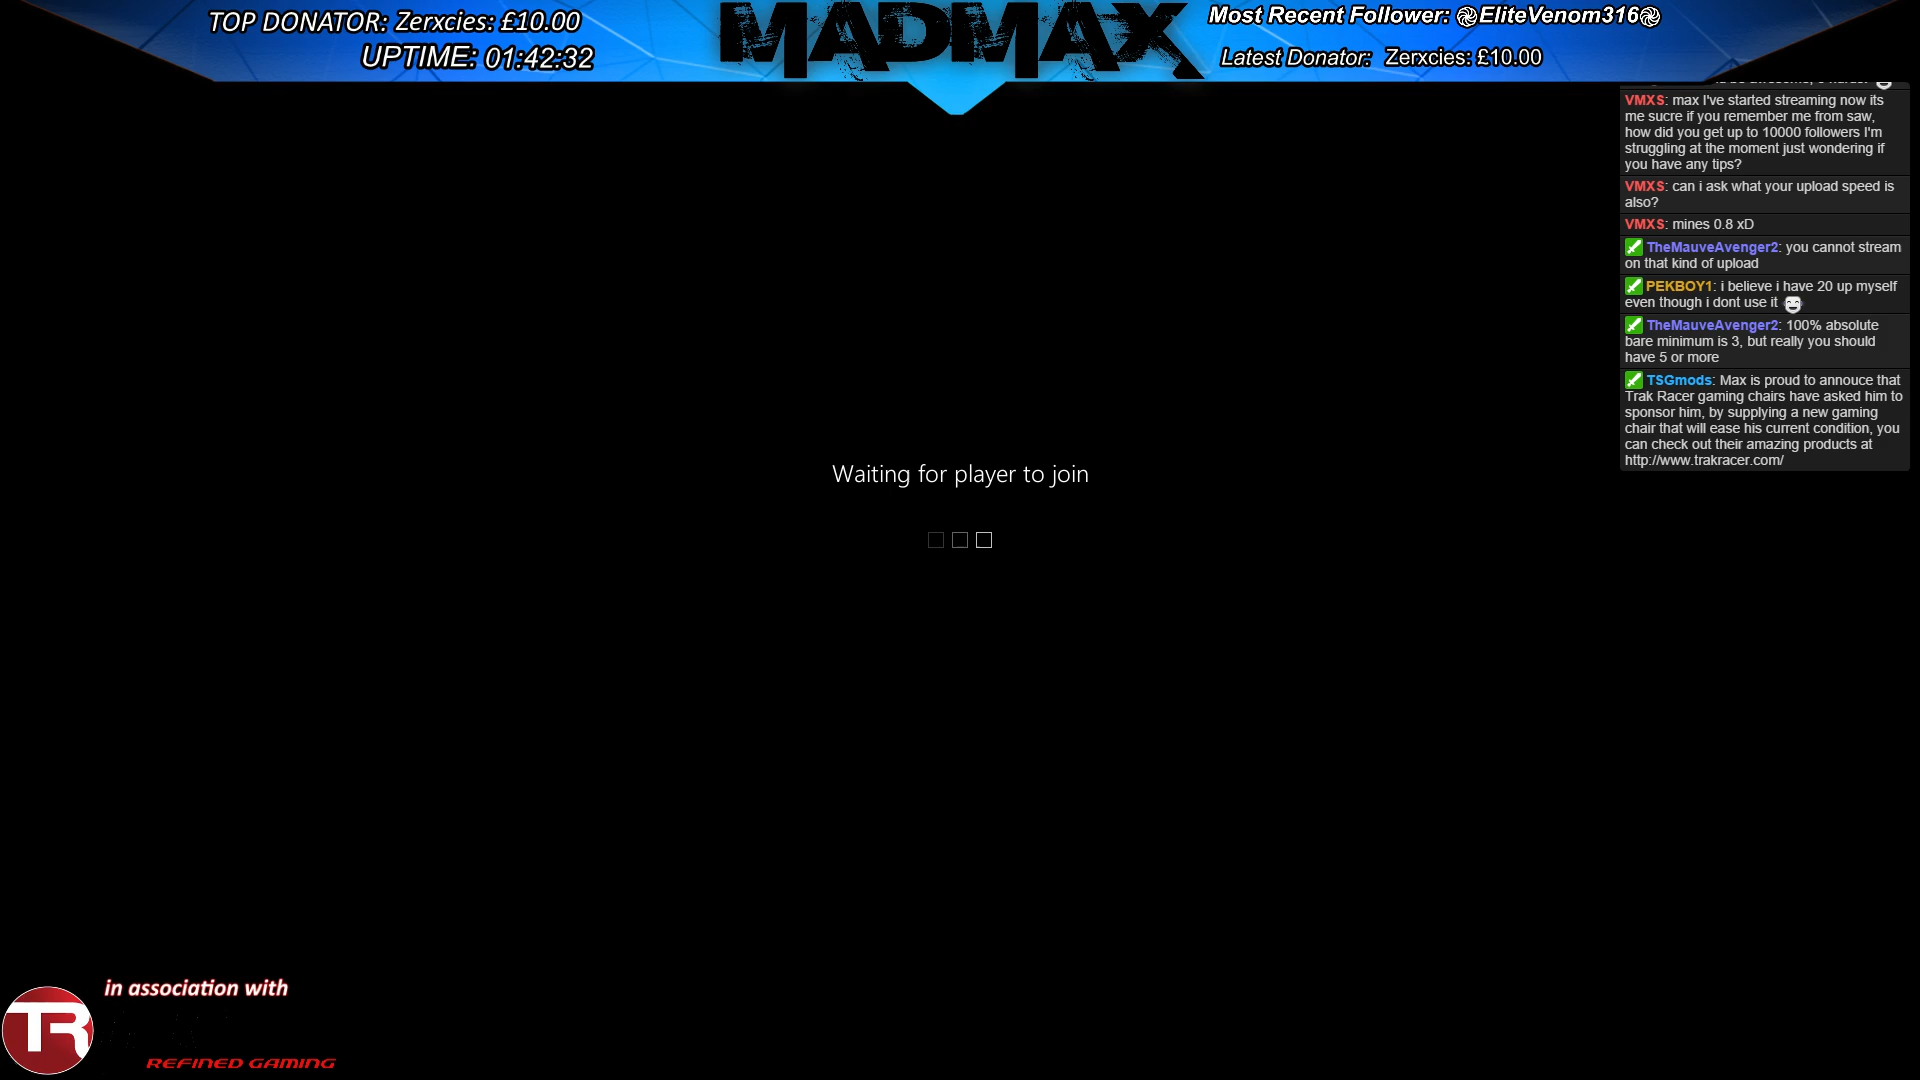 TOP DONATOR: Zerxcies: £10.00
UPTIME: 01:42:32
MADMAX
Most Recent Follower: ֎EliteVenom316֎
Latest Donator: Zerxcies: £10.00
VMXS: max I've started streaming now its
me sucre if you remember me from saw,
how did you get up to 10000 followers I'm
struggling at the moment just wondering if
you have any tips?
VMXS: can i ask what your upload speed is
also?
VMXS: mines 0.8 xD
TheMauveAvenger2: you cannot stream
on that kind of upload
PEKBOY1: i believe i have 20 up myself
even though i dont use it
TheMauveAvenger2: 100% absolute
bare minimum is 3, but really you should
have 5 or more
TSGmods: Max is proud to annouce that
Trak Racer gaming chairs have asked him to
sponsor him, by supplying a new gaming
chair that will ease his current condition, you
can check out their amazing products at
http://www.trakracer.com/
Waiting for player to join
in association with
TR
REFINED GAMING